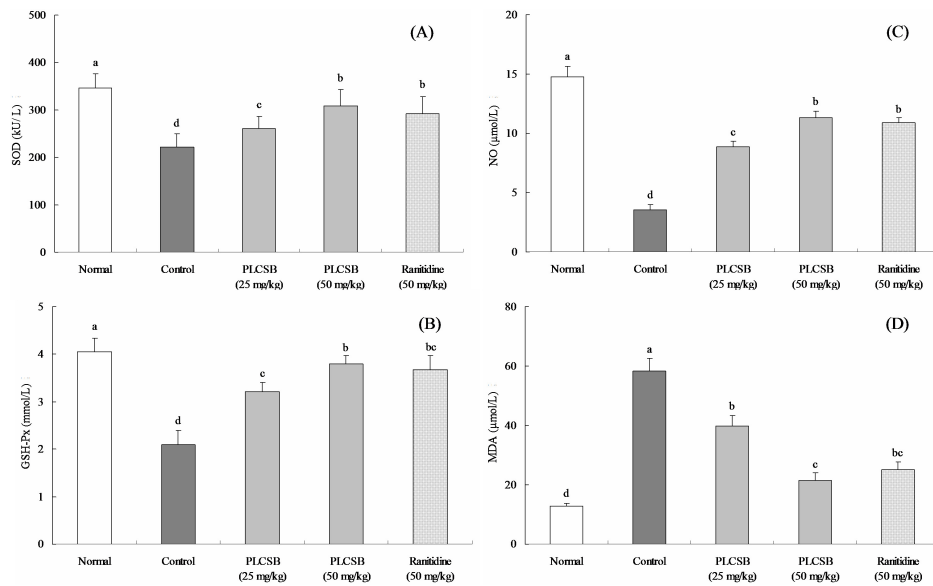 (A)
SOD (kU/ L)
500
400
300
200
100
0
a
d
c
b
b
Normal Control PLCSB PLCSB Ranitidine
(25 mg/kg) (50 mg/kg) (50 mg/kg)
(C)
NO (µmol/L)
20
15
10
5
0
a
d
c
b
b
Normal Control PLCSB PLCSB Ranitidine
(25 mg/kg) (50 mg/kg) (50 mg/kg)
(B)
GSH-Px (mmol/L)
5
4
3
2
1
0
a
d
c
b
bc
Normal Control PLCSB PLCSB Ranitidine
(25 mg/kg) (50 mg/kg) (50 mg/kg)
(D)
MDA (µmol/L)
80
60
40
20
0
d
a
b
c
bc
Normal Control PLCSB PLCSB Ranitidine
(25 mg/kg) (50 mg/kg) (50 mg/kg)